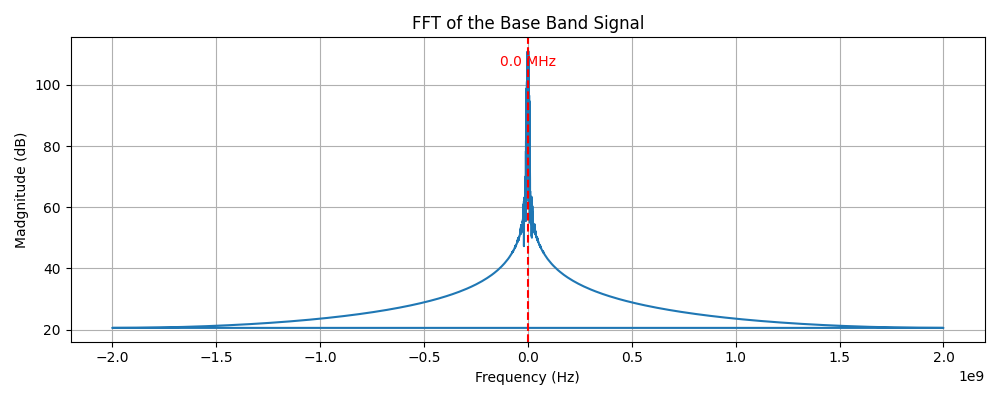 FFT of the Base Band Signal
0.0 MHz
Madgnitude (dB)
100
80
60
40
20
−2.0 −1.5 −1.0 −0.5 0.0 0.5 1.0 1.5 2.0
1e9
Frequency (Hz)